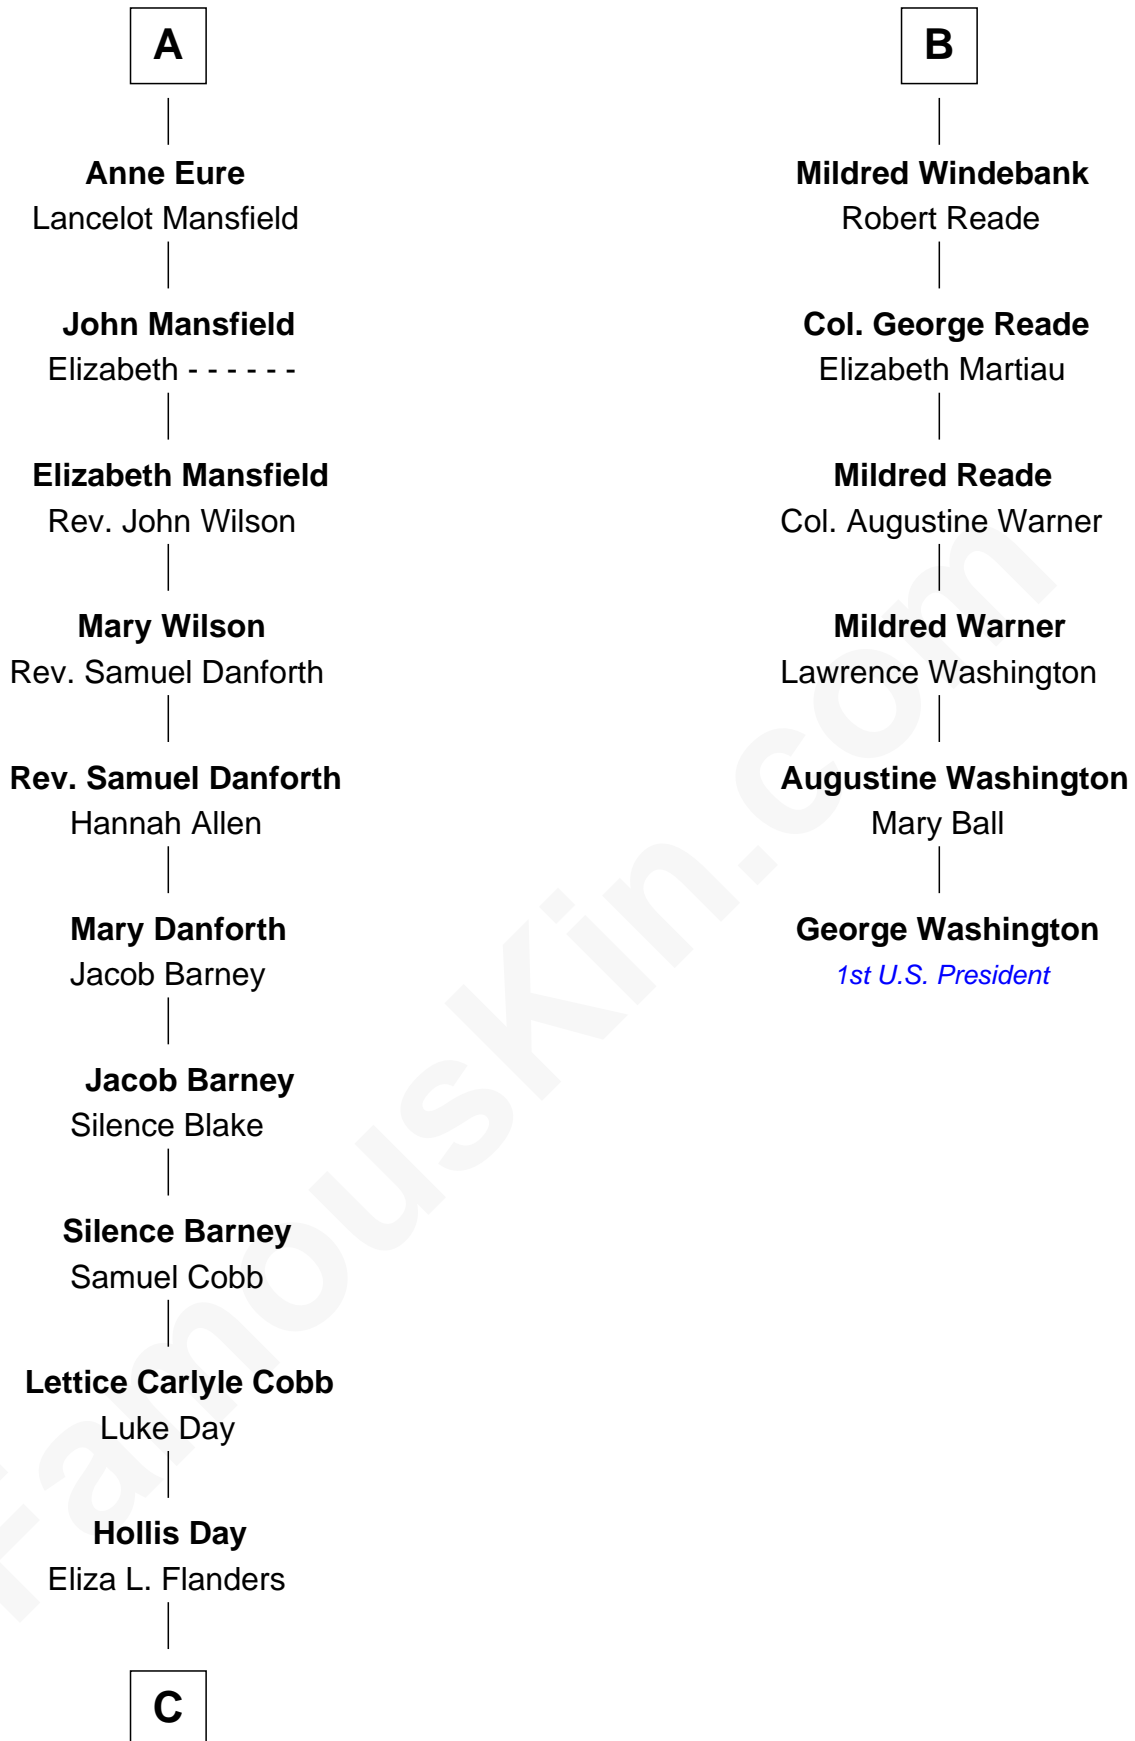 A
Anne Eure
Lancelot Mansfield
John Mansfield
Elizabeth - - - - - -
Elizabeth Mansfield
Rev. John Wilson
Mary Wilson
Rev. Samuel Danforth
Rev. Samuel Danforth
Hannah Allen
Mary Danforth
Jacob Barney
Jacob Barney
Silence Blake
Silence Barney
Samuel Cobb
Lettice Carlyle Cobb
Luke Day
Hollis Day
Eliza L. Flanders
C
B
Mildred Windebank
Robert Reade
Col. George Reade
Elizabeth Martiau
Mildred Reade
Col. Augustine Warner
Mildred Warner
Lawrence Washington
Augustine Washington
Mary Ball
George Washington
1st U.S. President
FamousKin.com